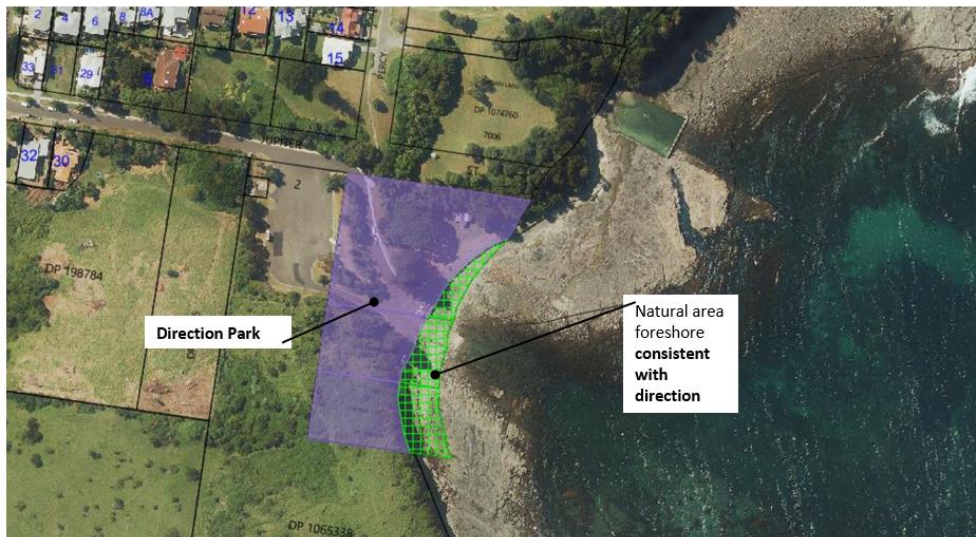 2
4
6
8
8A
12
13
14
15
33
31
29
PERCY
DP 1074760
7006
ST
32
30
2
DP 198784
Direction Park
Natural area
foreshore
consistent
with
direction
DP 1065338